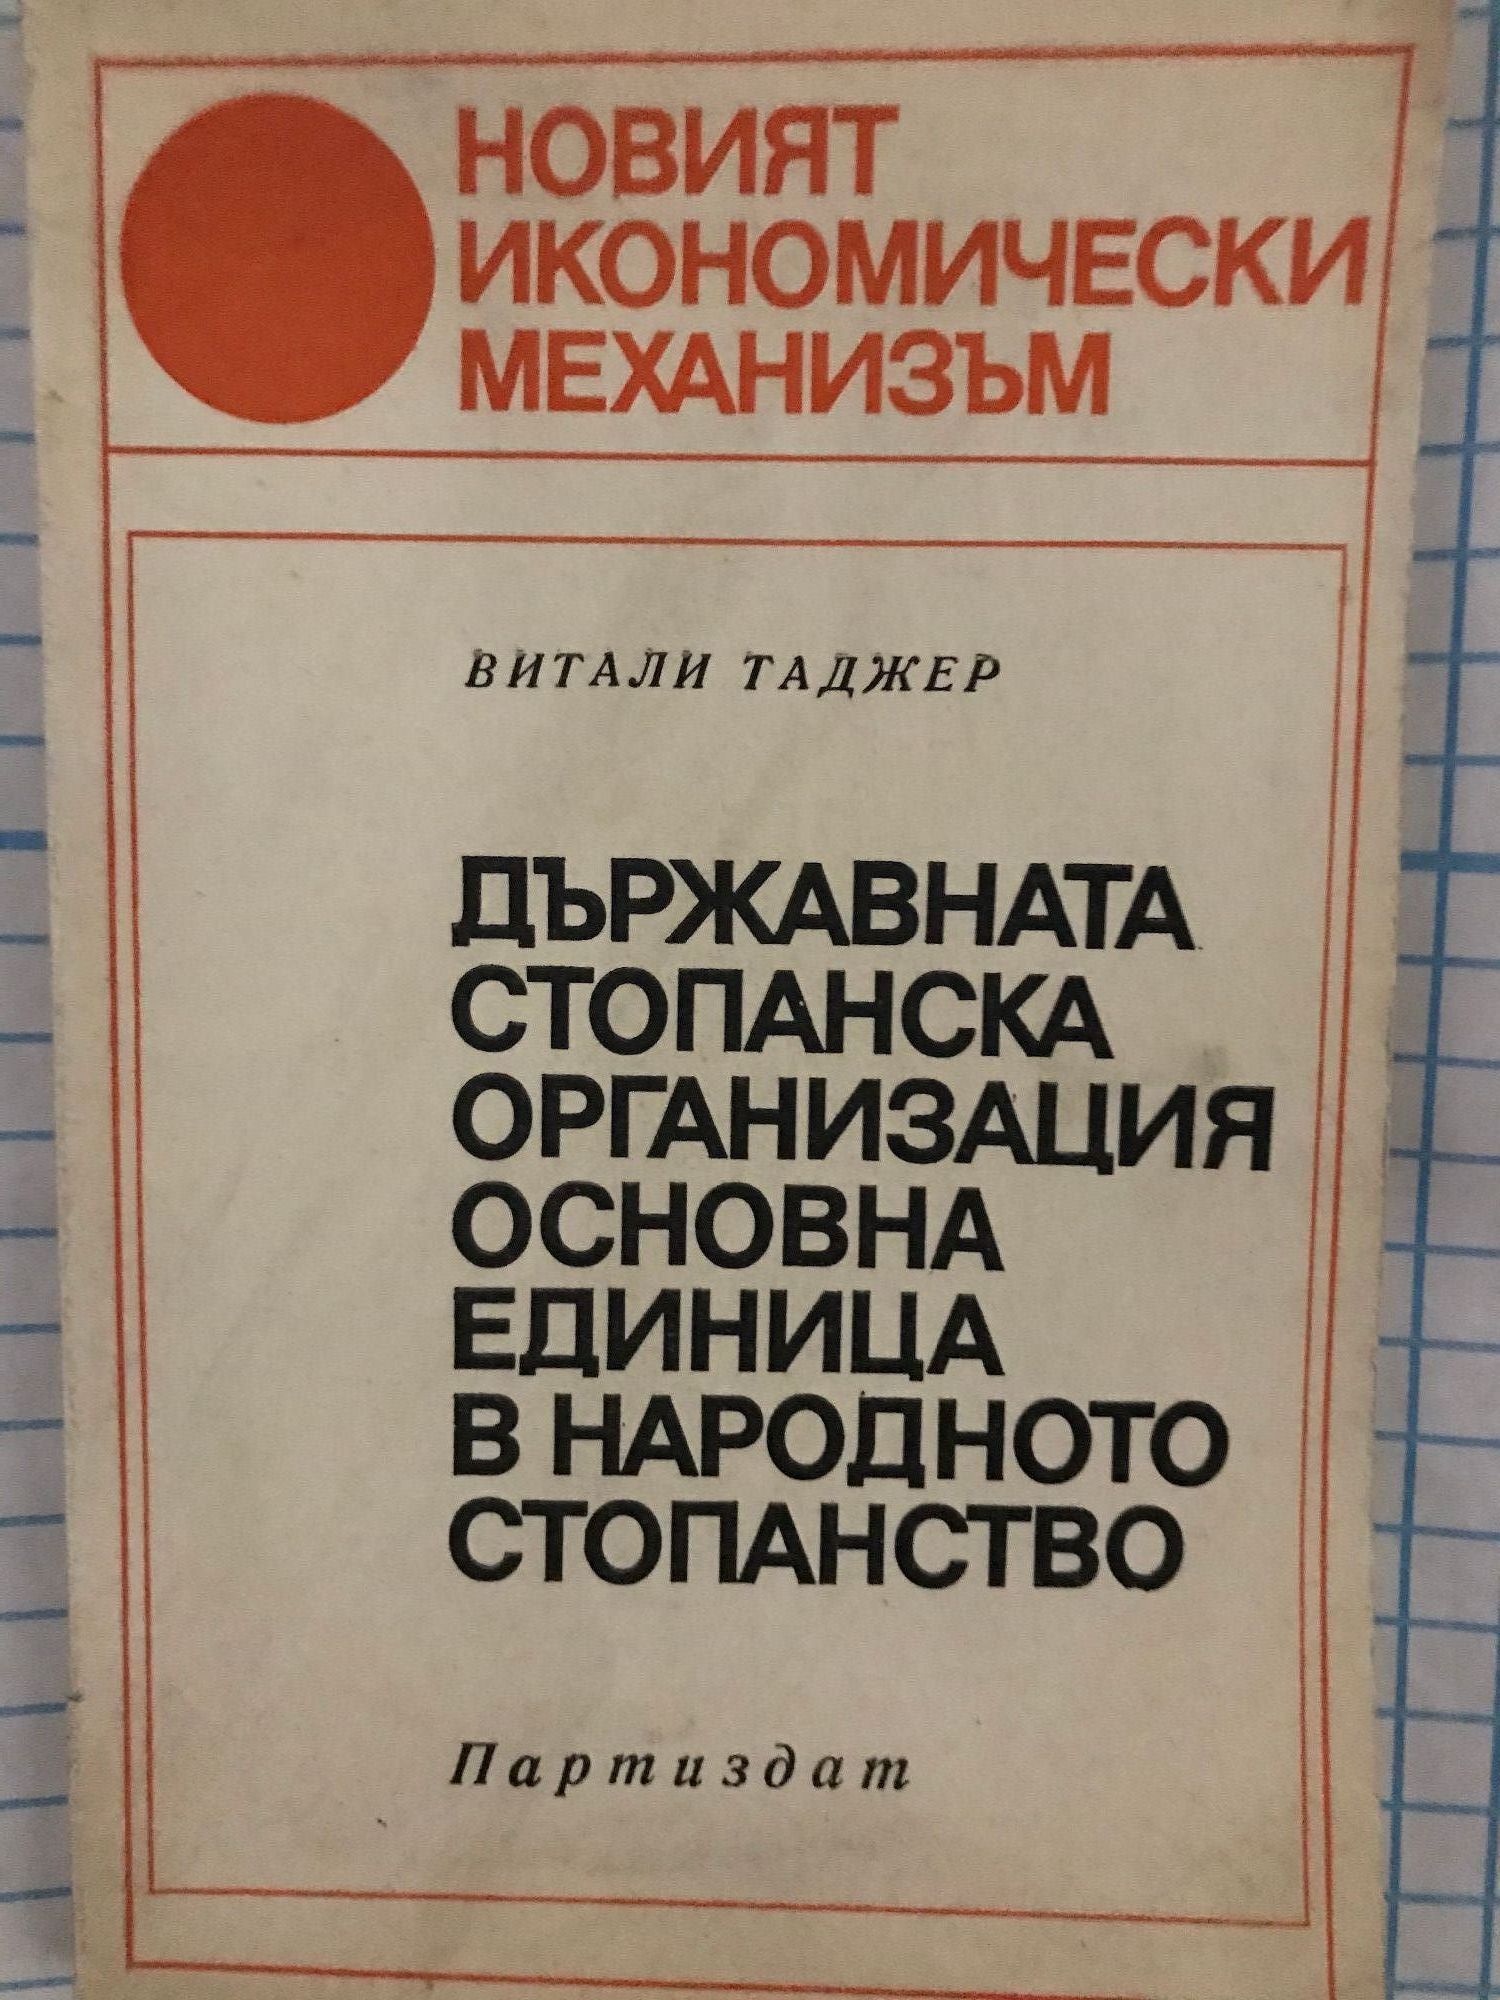 НОВИЯТ
ИКОНОМИЧЕСКИ
МЕХАНИЗЪМ
ВИТАЛИ ТАДЖЕР
ДЪРЖАВНАТА
СТОПАНСКА
ОРГАНИЗАЦИЯ
ОСНОВНА
ЕДИНИЦА
В НАРОДНОТО
СТОПАНСТВО
Партиздат